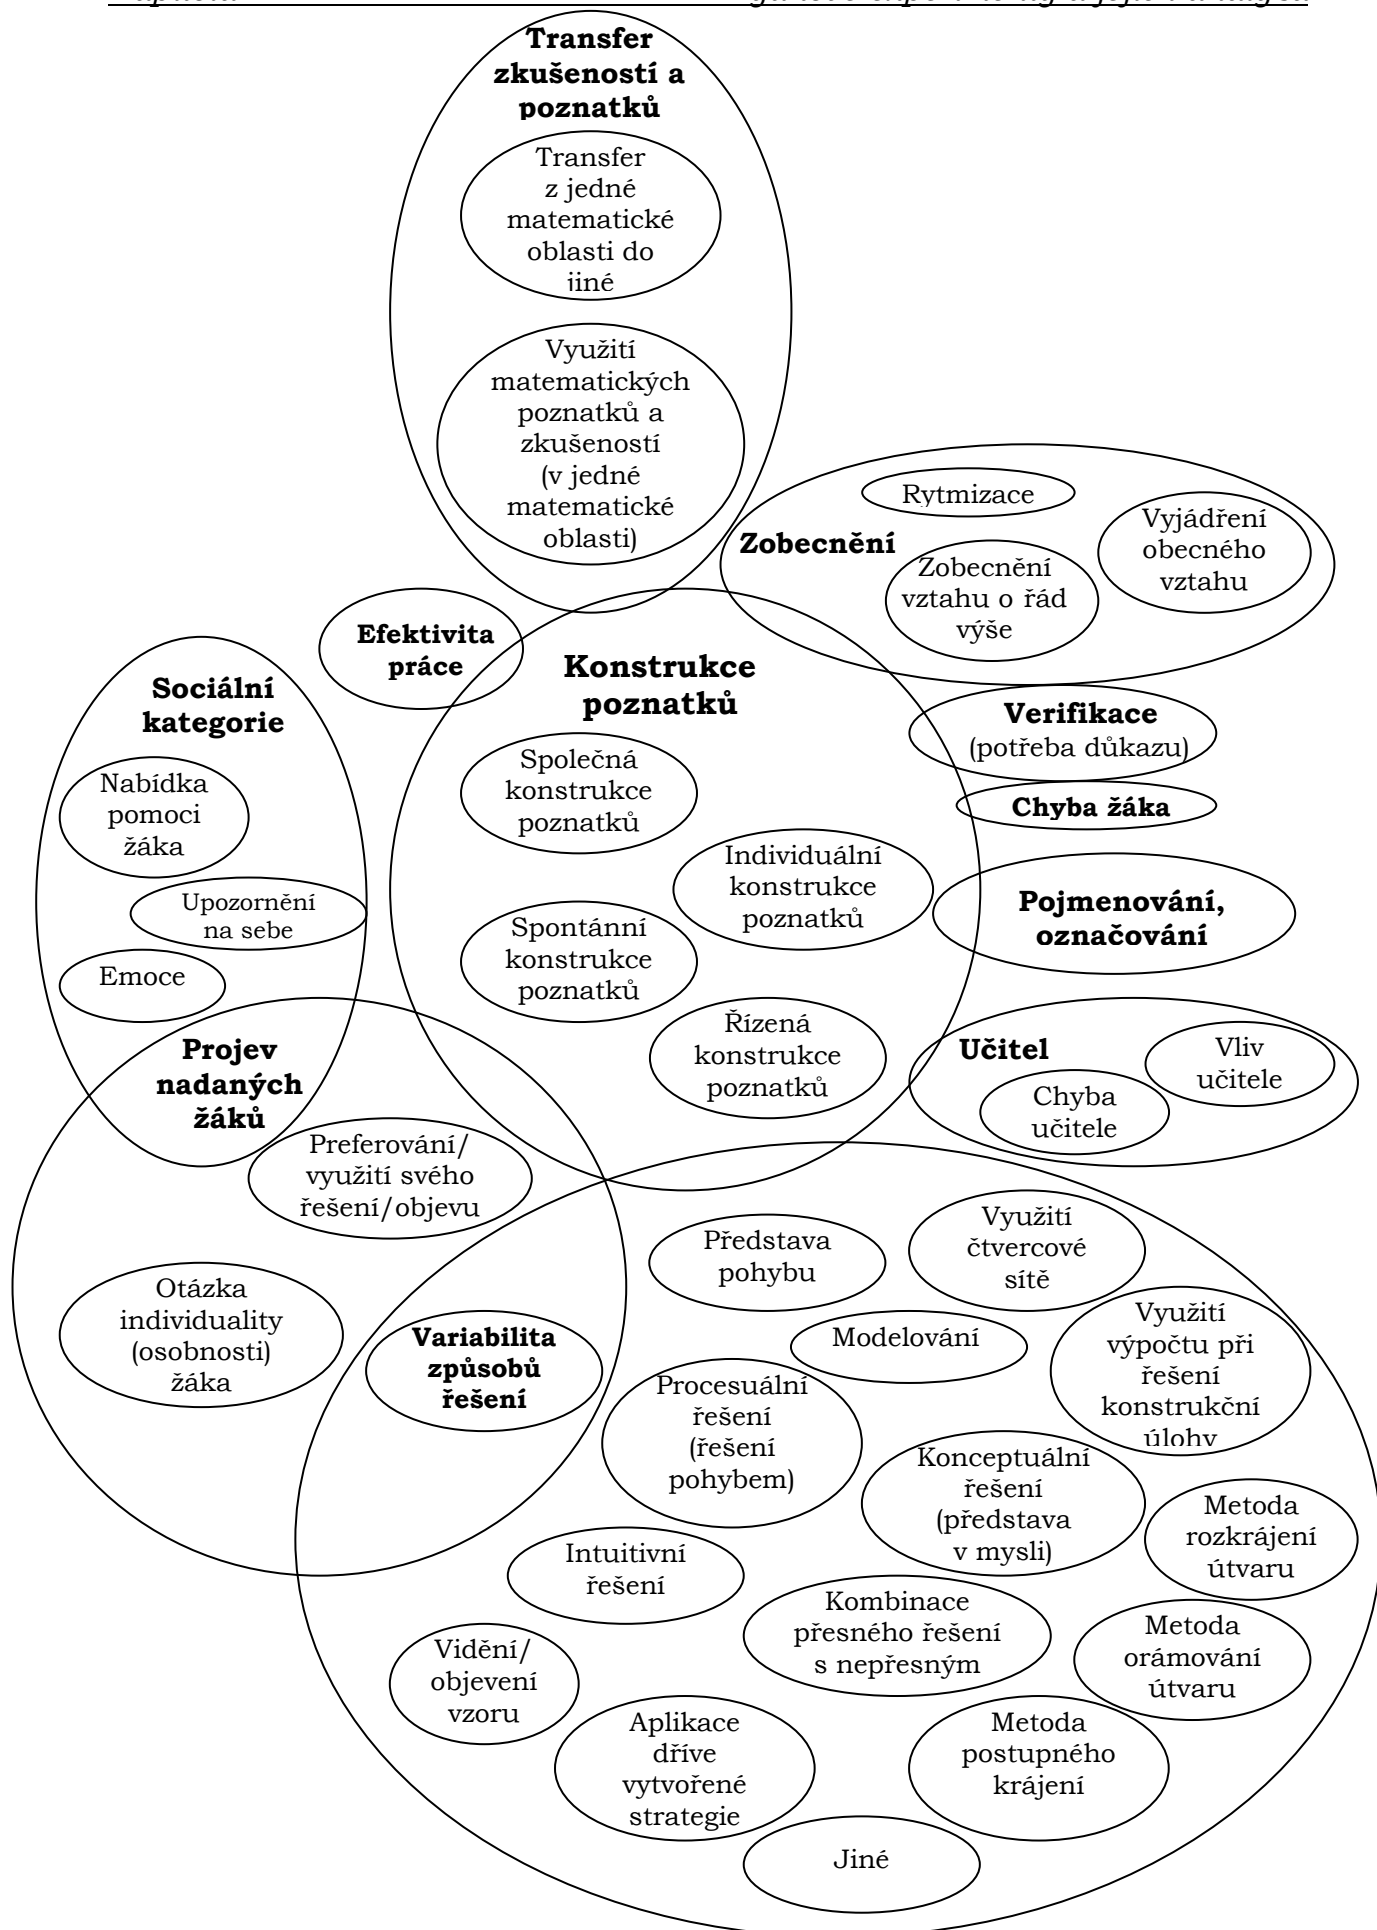 Transfer
zkušeností a
poznatků
Transfer
z jedné
matematické
oblasti do
jiné
Využití
matematických
poznatků a
zkušeností
(v jedné
matematické
oblasti)
Rytmizace
Vyjádření
obecného
vztahu
Zobecnění
Zobecnění
vztahu o řád
výše
Efektivita
práce
Konstrukce
poznatků
Sociální
kategorie
Verifikace
(potřeba důkazu)
Společná
konstrukce
poznatků
Nabídka
pomoci
žáka
Chyba žáka
Individuální
konstrukce
poznatků
Upozornění
na sebe
Pojmenování,
označování
Spontánní
konstrukce
poznatků
Emoce
Řízená
konstrukce
poznatků
Učitel
Vliv
učitele
Chyba
učitele
Projev
nadaných
žáků
Preferování/
využití svého
řešení/objevu
Představa
pohybu
Využití
čtvercové
sítě
Otázka
individuality
(osobnosti)
žáka
Variabilita
způsobů
řešení
Modelování
Využití
výpočtu při
řešení
konstrukční
úlohy
Procesuální
řešení
(řešení
pohybem)
Konceptuální
řešení
(představa
v mysli)
Metoda
rozkrájení
útvaru
Intuitivní
řešení
Kombinace
přesného řešení
s nepřesným
Metoda
orámování
útvaru
Vidění/
objevení
vzoru
Aplikace
dříve
vytvořené
strategie
Metoda
postupného
krájení
Jiné